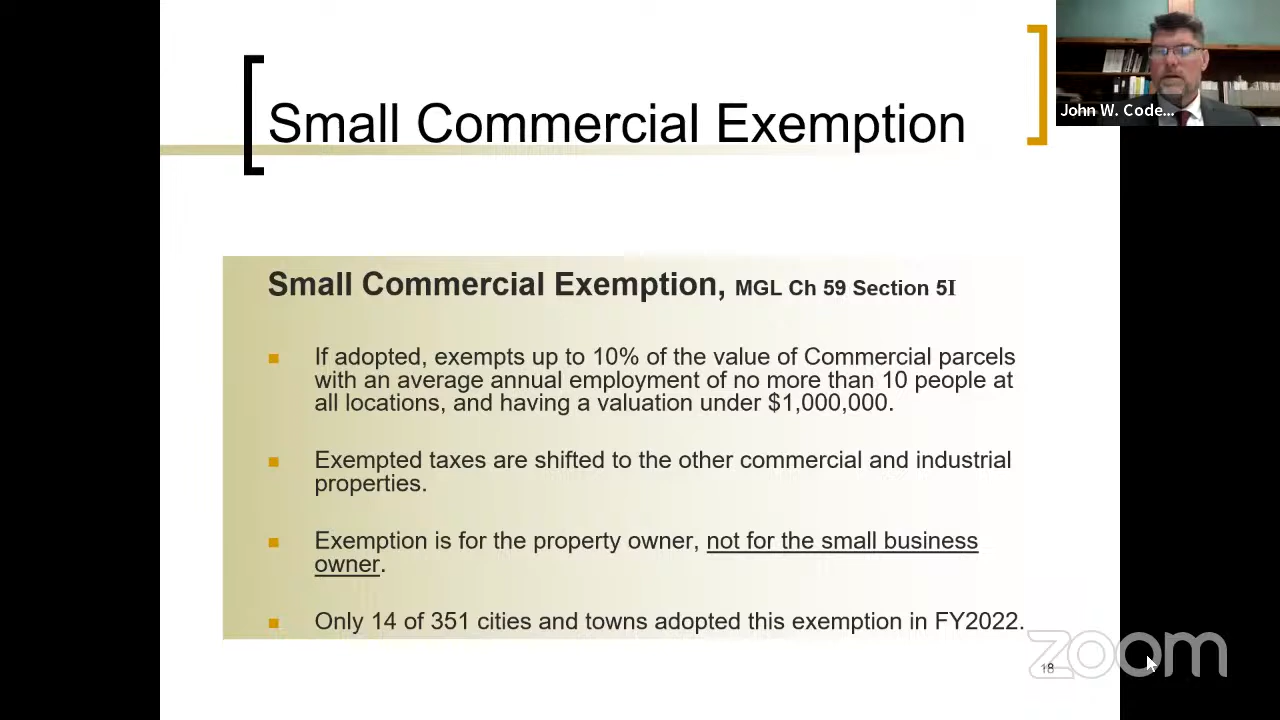 Small Commercial Exemption
John W. Code...
Small Commercial Exemption, MGL Ch 59 Section 5I
If adopted, exempts up to 10% of the value of Commercial parcels
with an average annual employment of no more than 10 people at
all locations, and having a valuation under $1,000,000.
Exempted taxes are shifted to the other commercial and industrial
properties.
Exemption is for the property owner, not for the small business
owner.
Only 14 of 351 cities and towns adopted this exemption in FY2022.
18
zoom